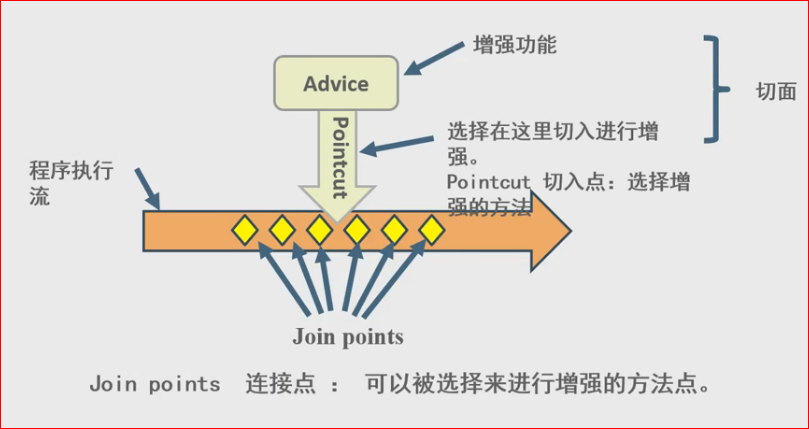 增强功能
Advice
切面
Pointcut
选择在这里切入进行增
强。
Pointcut 切入点：选择增
强的方法
程序执行
流
Join points
Join points 连接点 ： 可以被选择来进行增强的方法点。